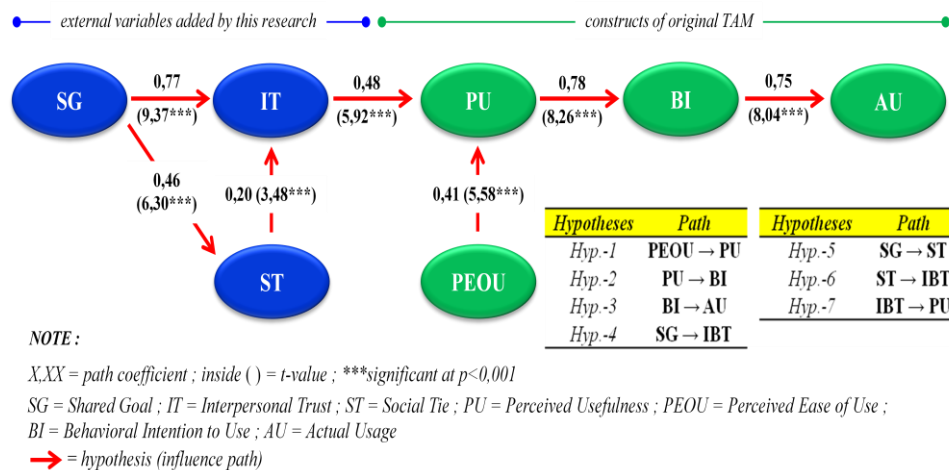 external variables added by this research
constructs of original TAM
SG
0,77
(9,37***)
IT
0,48
(5,92***)
PU
0,78
(8,26***)
BI
0,75
(8,04***)
AU
0,46
(6,30***)
0,20 (3,48***)
0,41 (5,58***)
ST
PEOU
Hypotheses Path
Hyp.-1 PEOU → PU
Hyp.-2 PU → BI
Hyp.-3 BI → AU
Hyp.-4 SG → IBT
Hypotheses Path
Hyp.-5 SG → ST
Hyp.-6 ST → IBT
Hyp.-7 IBT → PU
NOTE :
X,XX = path coefficient ; inside ( ) = t-value ; ***significant at p<0,001
SG = Shared Goal ; IT = Interpersonal Trust ; ST = Social Tie ; PU = Perceived Usefulness ; PEOU = Perceived Ease of Use ;
BI = Behavioral Intention to Use ; AU = Actual Usage
= hypothesis (influence path)